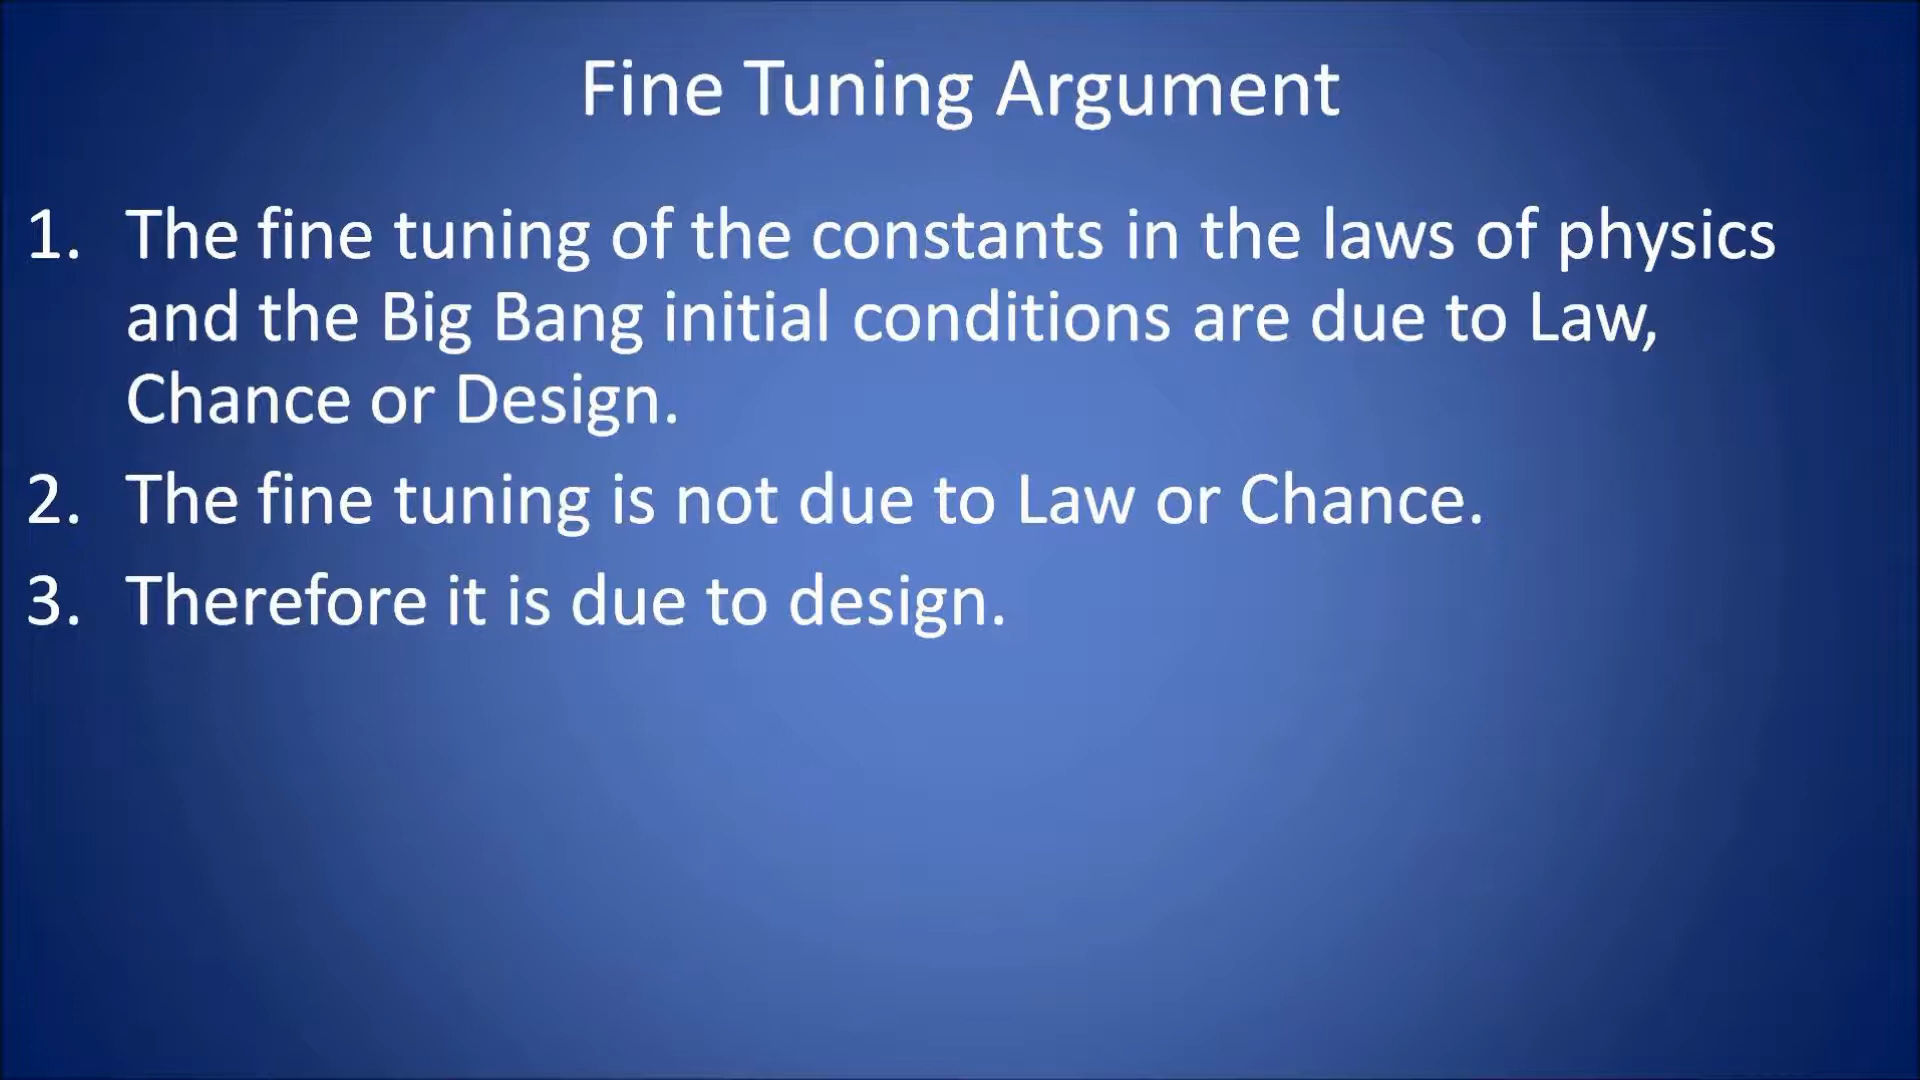 Fine Tuning Argument
1. The fine tuning of the constants in the laws of physics
and the Big Bang initial conditions are due to Law,
Chance or Design.
2. The fine tuning is not due to Law or Chance.
3. Therefore it is due to design.